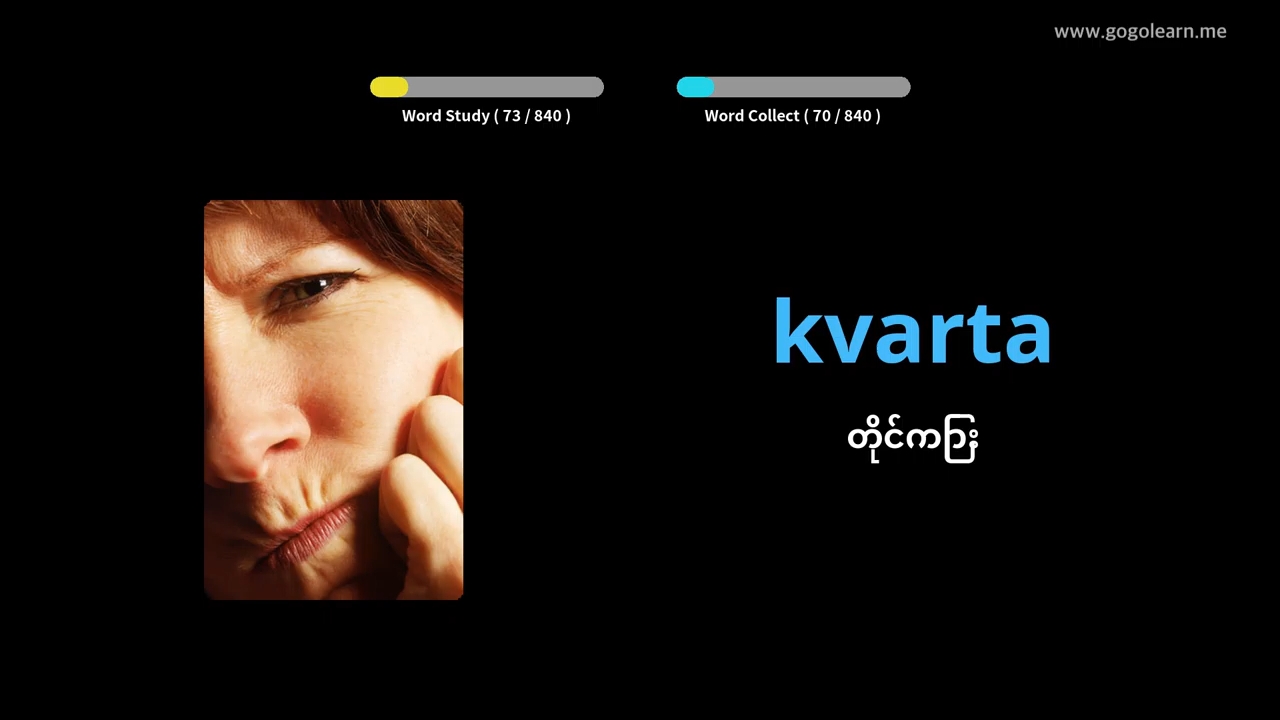 www.gogolearn.me
Word Study ( 73 / 840 )
Word Collect ( 70 / 840 )
kvarta
တိုင်ကြား